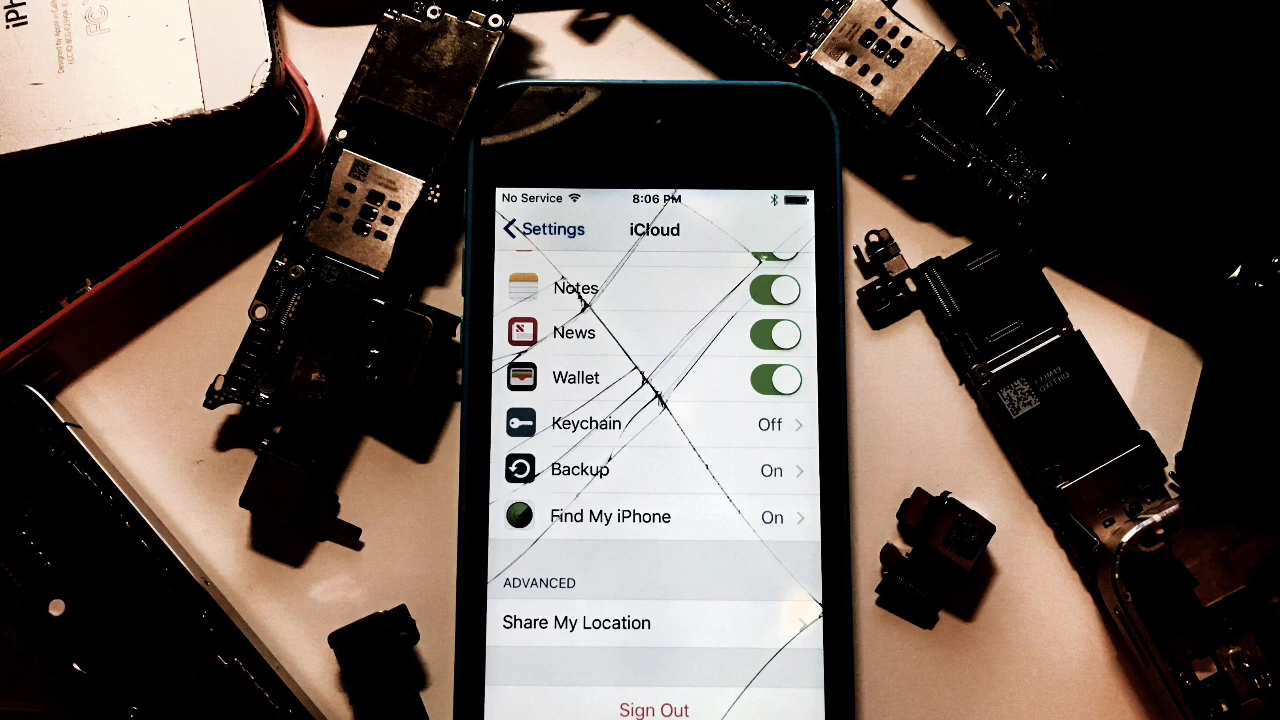 iPh
No Service 8:06 PM
Settings iCloud
Notes
News
Wallet
Keychain Off
Backup On
Find My iPhone On
ADVANCED
Share My Location
Sign Out